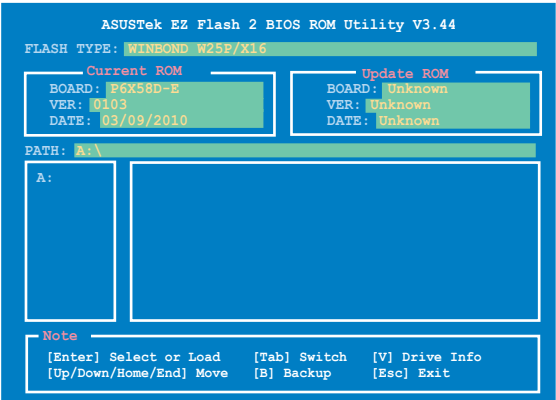 ASUSTek EZ Flash 2 BIOS ROM Utility V3.44
FLASH TYPE: WINBOND W25P/X16
Current ROM
BOARD: P6X58D-E
VER: 0103
DATE: 03/09/2010
Update ROM
BOARD: Unknown
VER: Unknown
DATE: Unknown
PATH: A:\
A:
Note
[Enter] Select or Load [Tab] Switch [V] Drive Info
[Up/Down/Home/End] Move [B] Backup [Esc] Exit